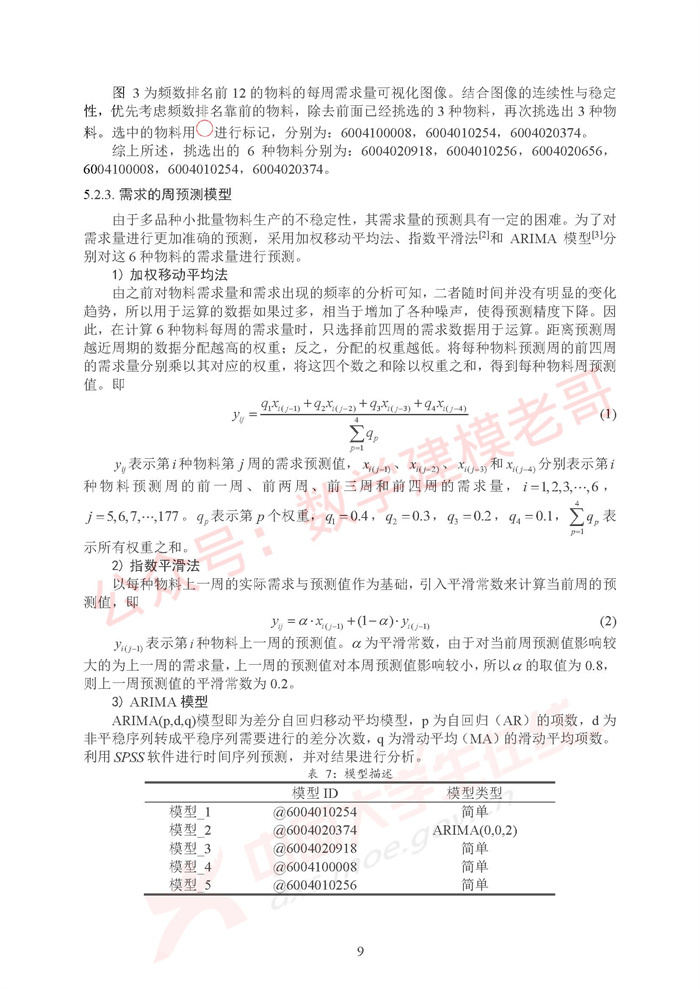 图 3 为频数排名前 12 的物料的每周需求量可视化图像。结合图像的连续性与稳定
性，优先考虑频数排名靠前的物料，除去前面已经挑选的 3 种物料，再次挑选出 3 种物
料。选中的物料用○进行标记，分别为：6004100008，6004010254，6004020374。
综上所述，挑选出的 6 种物料分别为：6004020918，6004010256，6004020656，
6004100008，6004010254，6004020374。
5.2.3. 需求的周预测模型
由于多品种小批量物料生产的不稳定性，其需求量的预测具有一定的困难。为了对
需求量进行更加准确的预测，采用加权移动平均法、指数平滑法[2]和 ARIMA 模型[3]分
别对这 6 种物料的需求量进行预测。
1）加权移动平均法
由之前对物料需求量和需求出现的频率的分析可知，二者随时间并没有明显的变化
趋势，所以用于运算的数据如果过多，相当于增加了各种噪声，使得预测精度下降。因
此，在计算 6 种物料每周的需求量时，只选择前四周的需求数据用于运算。距离预测周
越近周期的数据分配越高的权重；反之，分配的权重越低。将每种物料预测周的前四周
的需求量分别乘以其对应的权重，将这四个数之和除以权重之和，得到每种物料周预测
值。即
y_{ij} = (q_1 x_{i(j-1)} + q_2 x_{i(j-2)} + q_3 x_{i(j-3)} + q_4 x_{i(j-4)}) / \sum_{p=1}^{4} q_p (1)
y_{ij}表示第 i 种物料第 j 周的需求预测值，x_{i(j-1)}、x_{i(j-2)}、x_{i(j-3)}和 x_{i(j-4)}分别表示第 i
种物料预测周的前一周、前两周、前三周和前四周的需求量，i=1,2,3,⋯,6，
j=5,6,7,⋯,177。q_p表示第 p 个权重，q_1=0.4，q_2=0.3，q_3=0.2，q_4=0.1，\sum_{p=1}^{4} q_p 表
示所有权重之和。
2）指数平滑法
以每种物料上一周的实际需求与预测值作为基础，引入平滑常数来计算当前周的预
测值，即
y_{ij} = α·x_{i(j-1)} + (1-α)·y_{i(j-1)} (2)
y_{i(j-1)}表示第 i 种物料上一周的预测值。α 为平滑常数，由于对当前周预测值影响较
大的为上一周的需求量，上一周的预测值对本周预测值影响较小，所以 α 的取值为 0.8，
则上一周预测值的平滑常数为 0.2。
3）ARIMA 模型
ARIMA(p,d,q)模型即为差分自回归移动平均模型，p 为自回归（AR）的项数，d 为
非平稳序列转成平稳序列需要进行的差分次数，q 为滑动平均（MA）的滑动平均项数。
利用 SPSS 软件进行时间序列预测，并对结果进行分析。
表 7：模型描述
模型 ID 模型类型
模型_1 @6004010254 简单
模型_2 @6004020374 ARIMA(0,0,2)
模型_3 @6004020918 简单
模型_4 @6004100008 简单
模型_5 @6004010256 简单
公众号：数学建模老哥
9